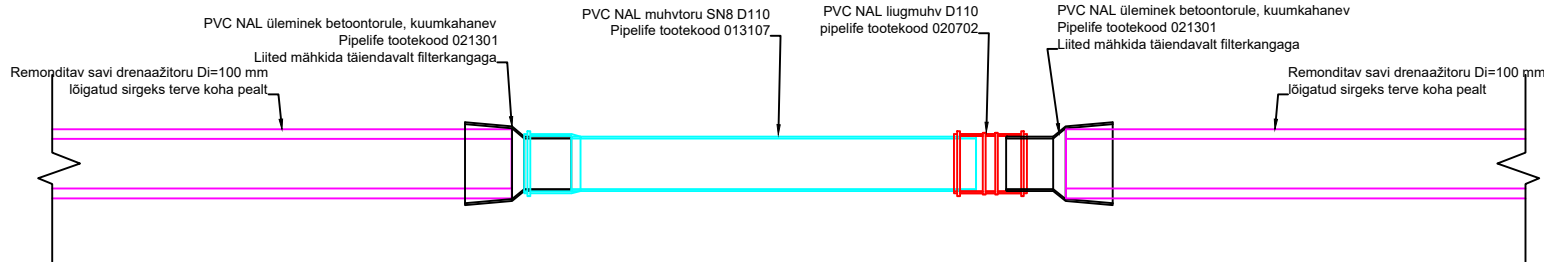 PVC NAL üleminek betoontorule, kuumkahanev
Pipelife tootekood 021301
Liited mähkida täiendavalt filterkangaga
Remonditav savi drenaažitoru Di=100 mm
lõigatud sirgeks terve koha pealt
PVC NAL muhvtoru SN8 D110
Pipelife tootekood 013107
PVC NAL liugmuhv D110
pipelife tootekood 020702
PVC NAL üleminek betoontorule, kuumkahanev
Pipelife tootekood 021301
Liited mähkida täiendavalt filterkangaga
Remonditav savi drenaažitoru Di=100 mm
lõigatud sirgeks terve koha pealt